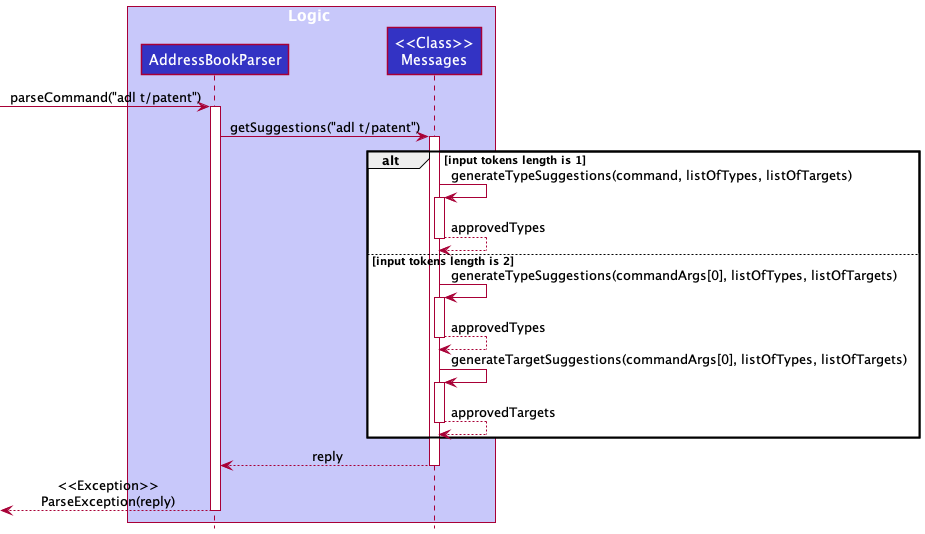 Logic
<<Class>>
AddressBookParser
Messages
parseCommand("adl t/patent")
getSuggestions("adl t/patent")
alt
[input tokens length is 1]
generateTypeSuggestions(command, listOfTypes, listOfTargets)
approvedTypes
[input tokens length is 2]
generateTypeSuggestions(commandArgs[0], listOfTypes, listOfTargets)
approvedTypes
generateTargetSuggestions(commandArgs[0], listOfTypes, listOfTargets)
approvedTargets
reply
<<Exception>>
ParseException(reply)